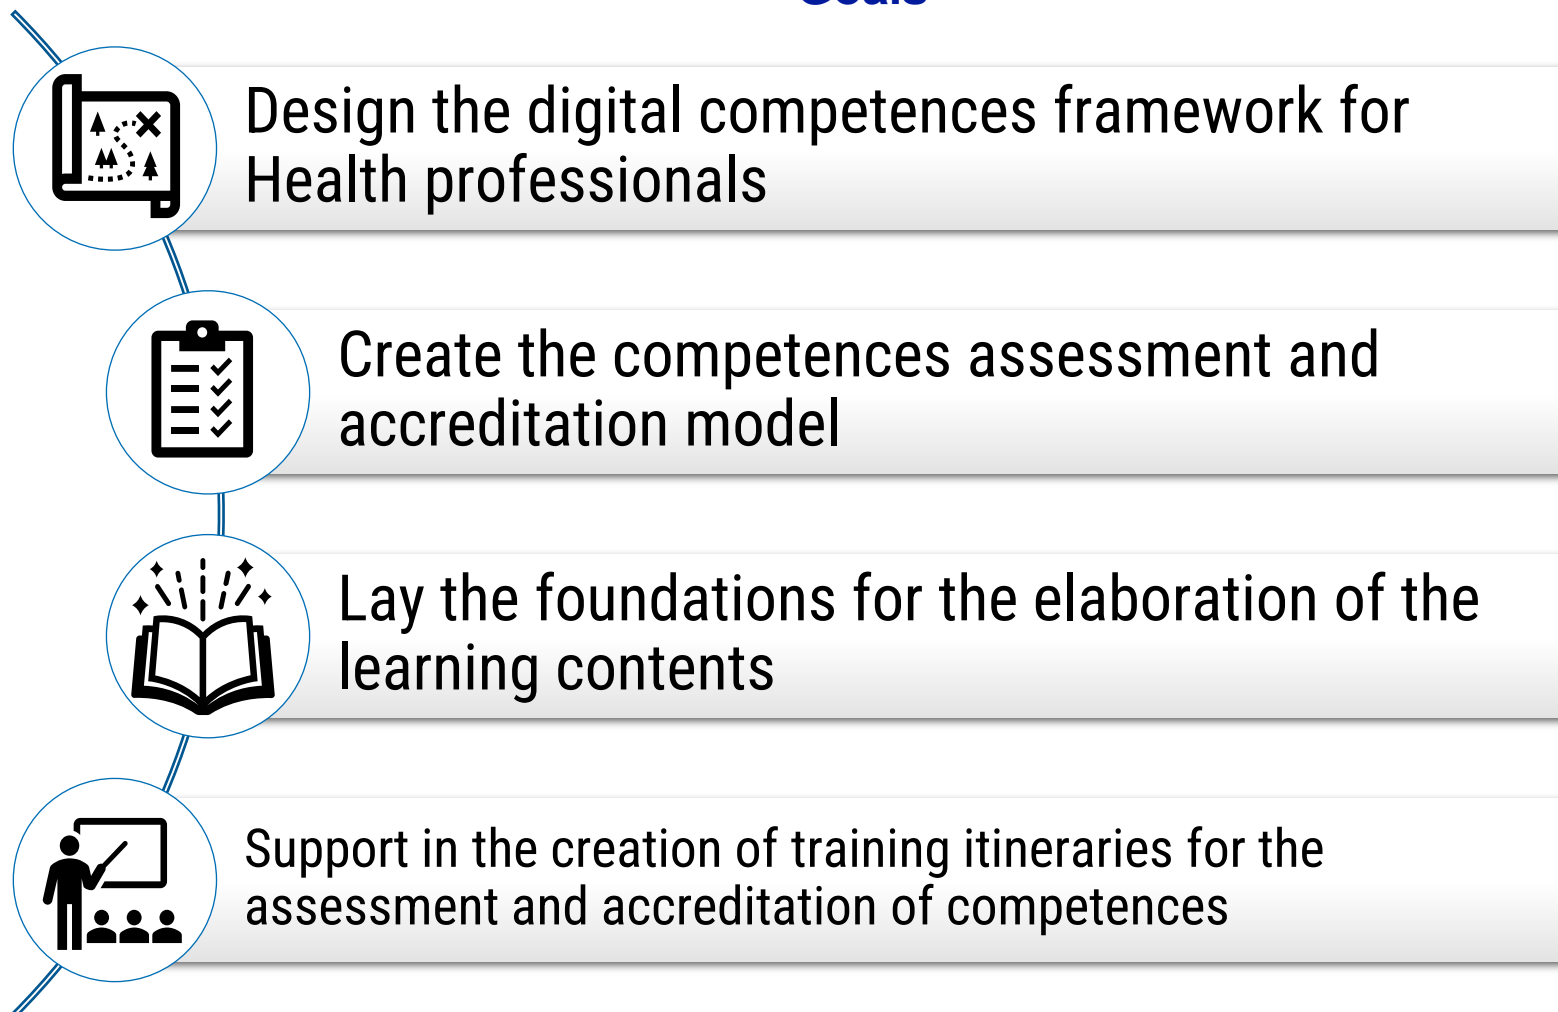 Goals
Design the digital competences framework for
Health professionals
Create the competences assessment and
accreditation model
Lay the foundations for the elaboration of the
learning contents
Support in the creation of training itineraries for the
assessment and accreditation of competences